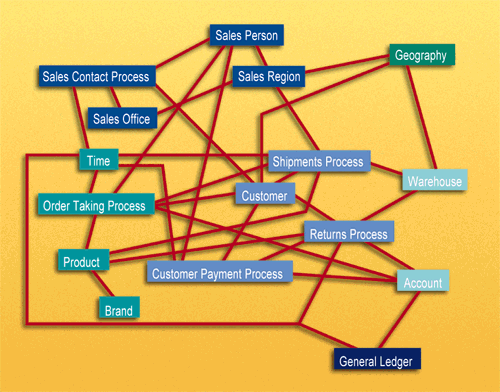 Sales Person
Geography
Sales Contact Process
Sales Region
Sales Office
Time
Shipments Process
Warehouse
Customer
Order Taking Process
Returns Process
Product
Customer Payment Process
Account
Brand
General Ledger